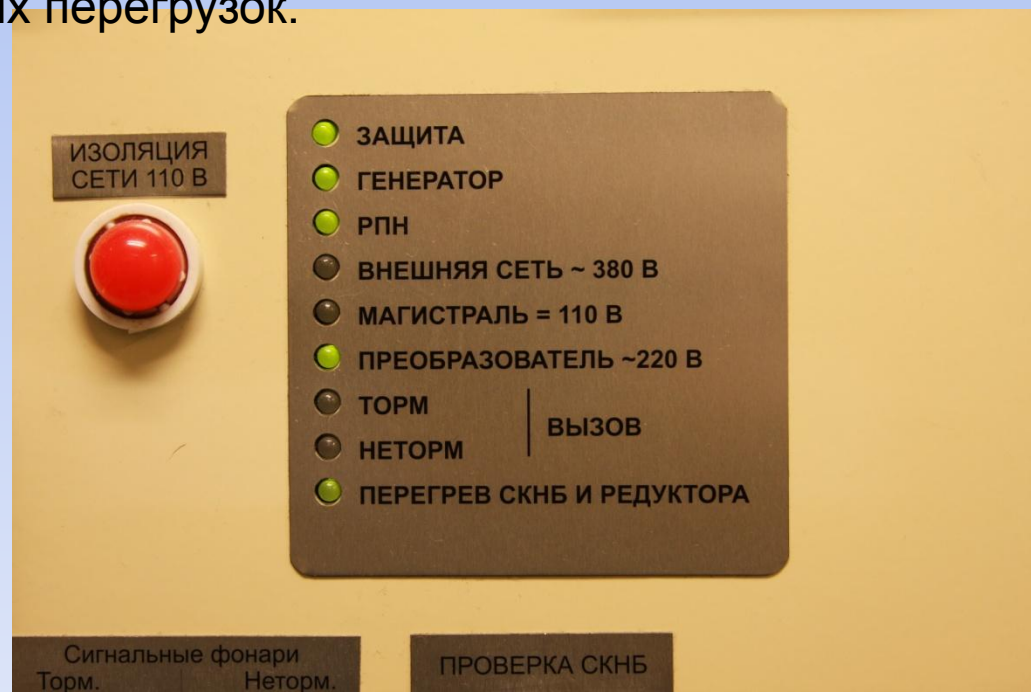 их перегрузок.
ИЗОЛЯЦИЯ
СЕТИ 110 В
ЗАЩИТА
ГЕНЕРАТОР
РПН
ВНЕШНЯЯ СЕТЬ ~ 380 В
МАГИСТРАЛЬ = 110 В
ПРЕОБРАЗОВАТЕЛЬ ~220 В
ТОРМ
ВЫЗОВ
НЕТОРМ
ПЕРЕГРЕВ СКНБ И РЕДУКТОРА
Сигнальные фонари
Торм. Неторм.
ПРОВЕРКА СКНБ